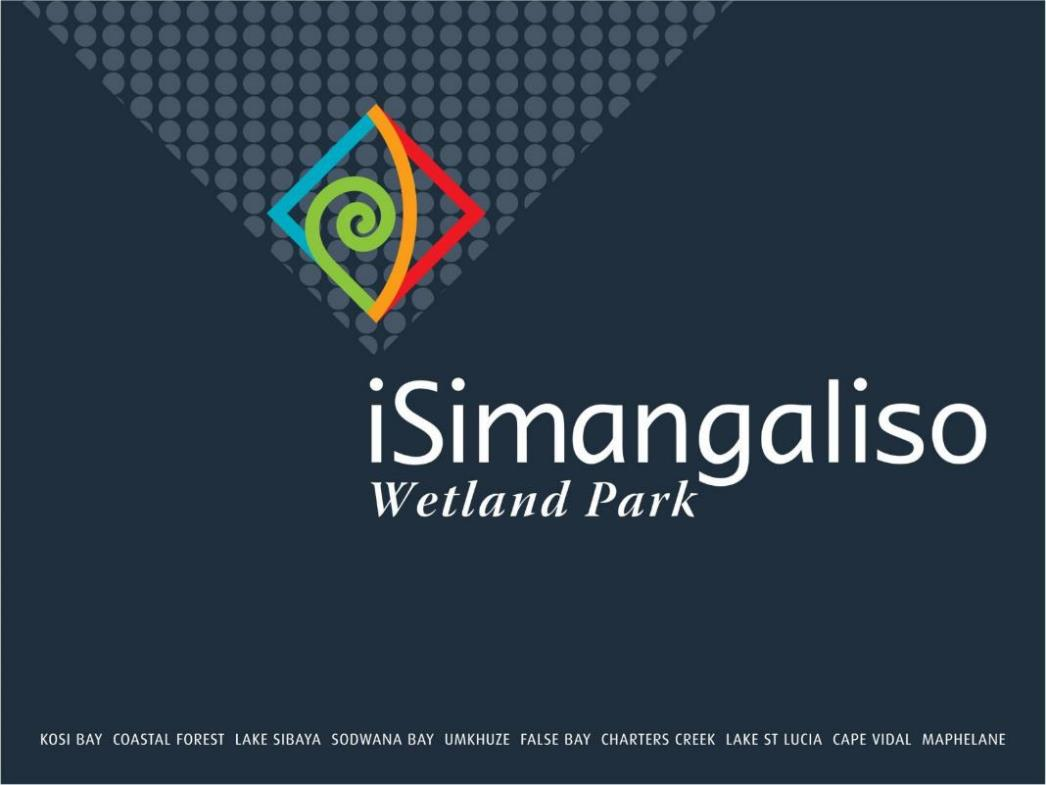 iSimangaliso
Wetland Park
KOSI BAY COASTAL FOREST LAKE SIBAYA SODWANA BAY UMKHUZE FALSE BAY CHARTERS CREEK LAKE ST LUCIA CAPE VIDAL MAPHELANE